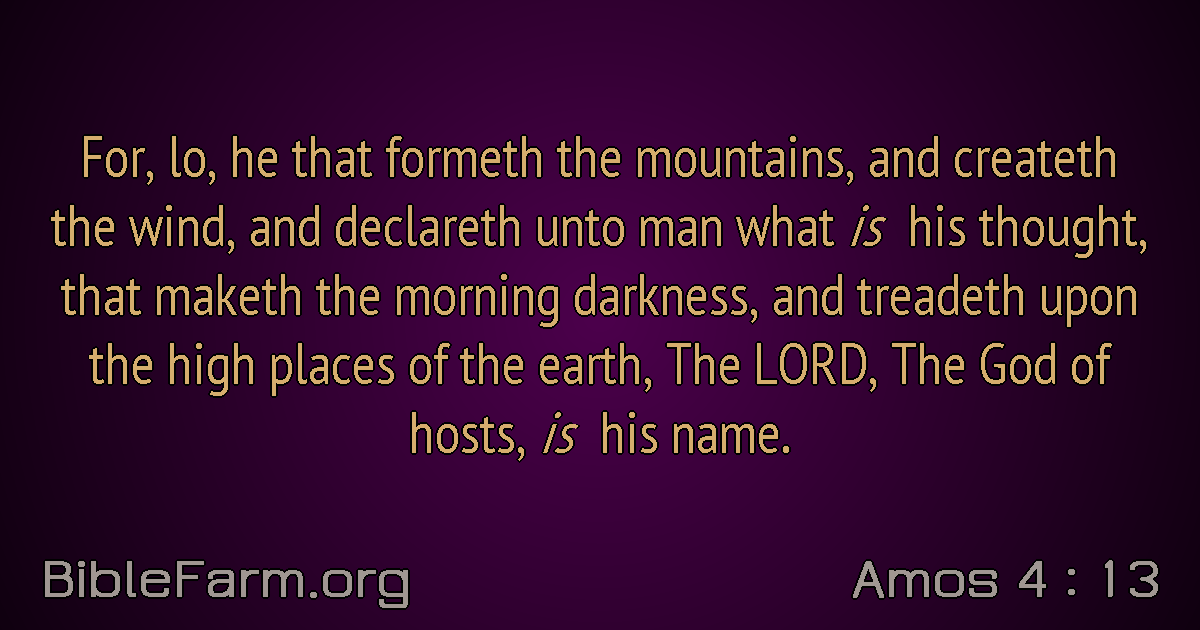 For, lo, he that formeth the mountains, and createth
the wind, and declareth unto man what is his thought,
that maketh the morning darkness, and treadeth upon
the high places of the earth, The LORD, The God of
hosts, is his name.
BibleFarm.org
Amos 4 : 13